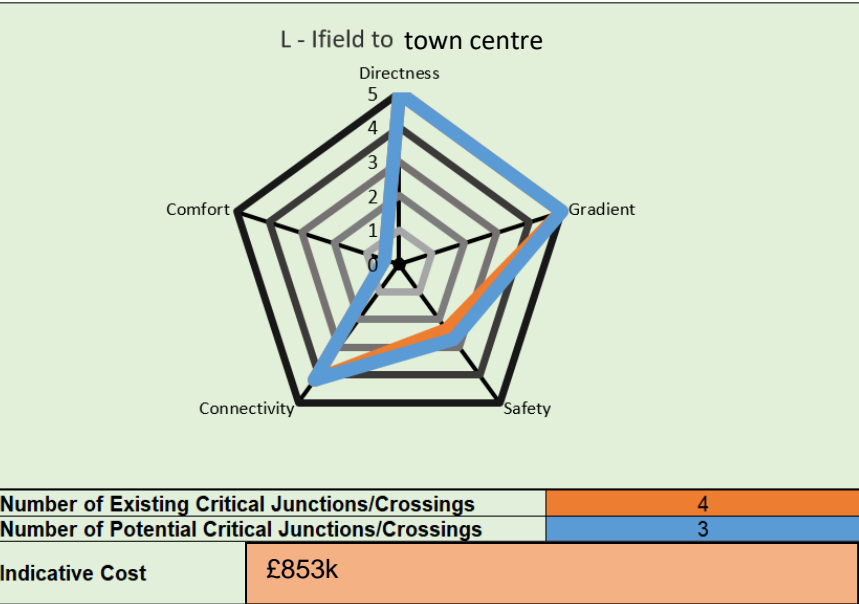 L - Ifield to town centre
Directness
5
4
3
2
1
0
Comfort
Gradient
Connectivity
Safety
Number of Existing Critical Junctions/Crossings 4
Number of Potential Critical Junctions/Crossings 3
Indicative Cost £853k